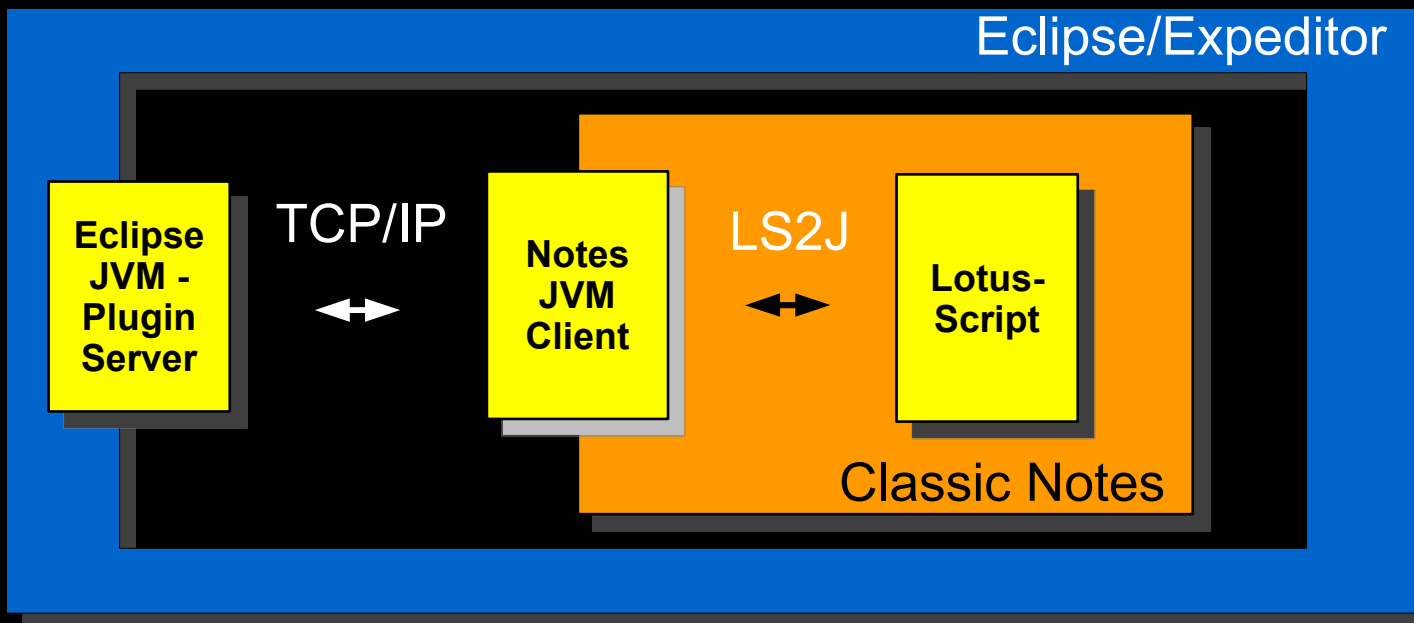 Eclipse/Expeditor
Eclipse
JVM -
Plugin
Server
TCP/IP
Notes
JVM
Client
LS2J
Lotus-
Script
Classic Notes